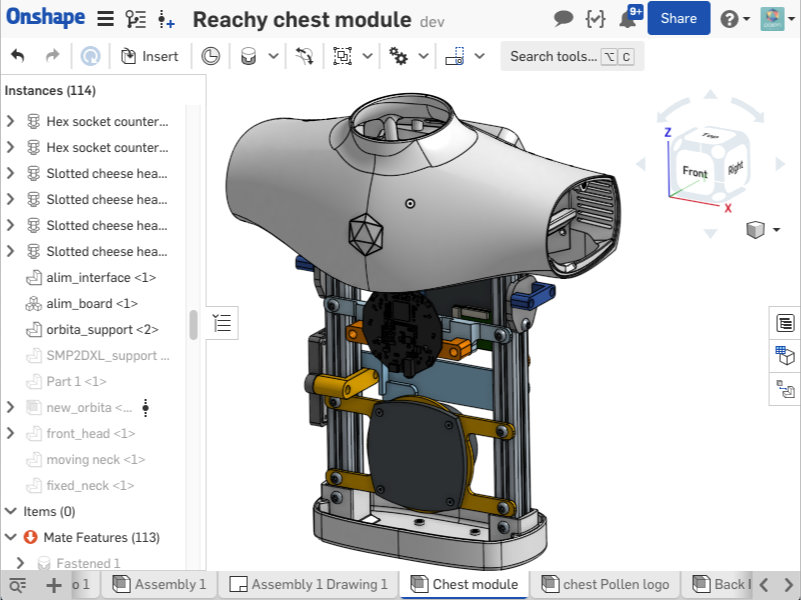 Onshape
Reachy chest module dev
9+
Share
Insert
Search tools... ⌥ C
Instances (114)
Hex socket counter...
Hex socket counter...
Slotted cheese hea...
Slotted cheese hea...
Slotted cheese hea...
Slotted cheese hea...
alim_interface <1>
alim_board <1>
orbita_support <2>
SMP2DXL_support ...
Part 1 <1>
new_orbita <...
front_head <1>
moving neck <1>
fixed_neck <1>
Items (0)
Mate Features (113)
Fastened 1
Z
Top
Front
Right
X
o 1
Assembly 1
Assembly 1 Drawing 1
Chest module
chest Pollen logo
Back